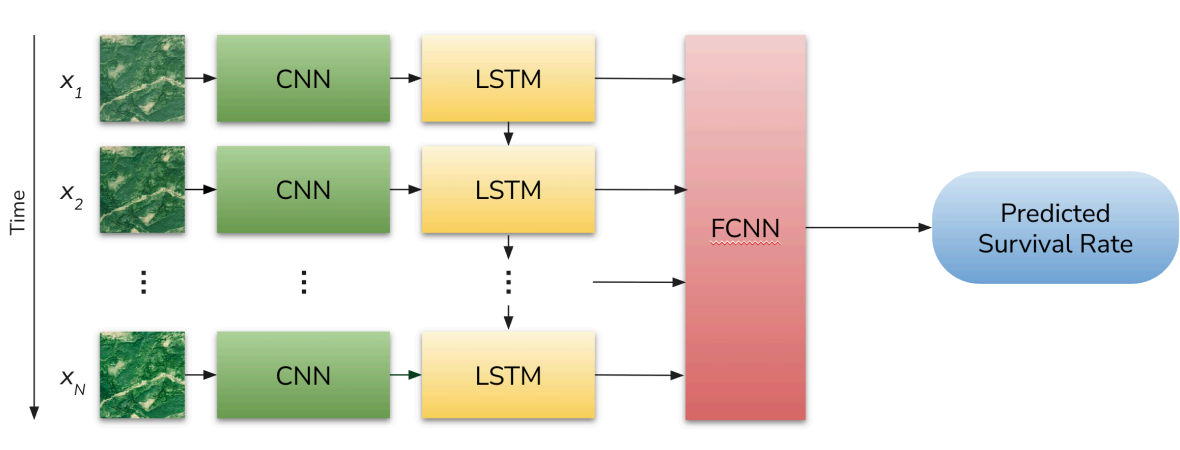 Time
x1
CNN
LSTM
x2
CNN
LSTM
xN
CNN
LSTM
FCNN
Predicted
Survival Rate